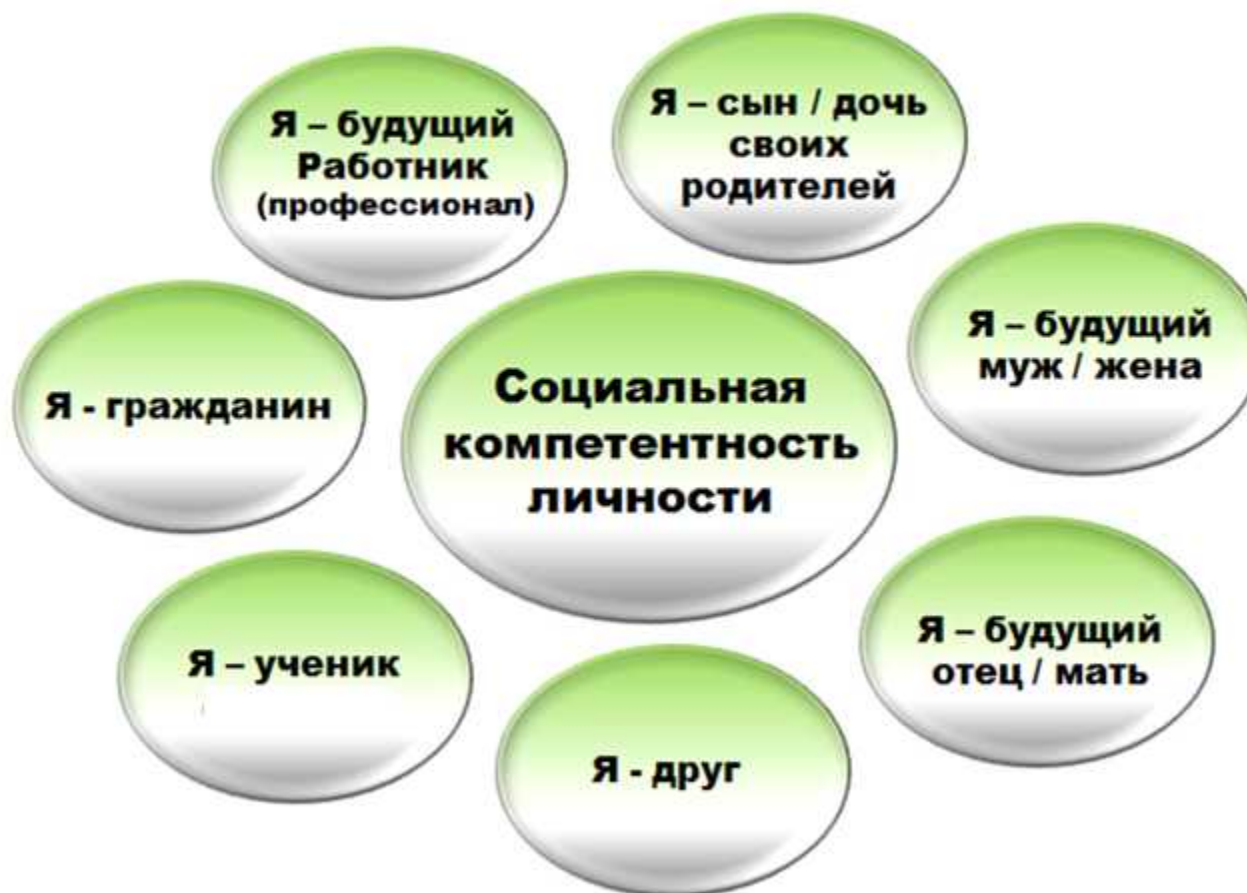 Я – будущий
Работник
(профессионал)
Я – сын / дочь
своих
родителей
Я – будущий
муж / жена
Я - гражданин
Социальная
компетентность
личности
Я – ученик
Я – будущий
отец / мать
Я - друг